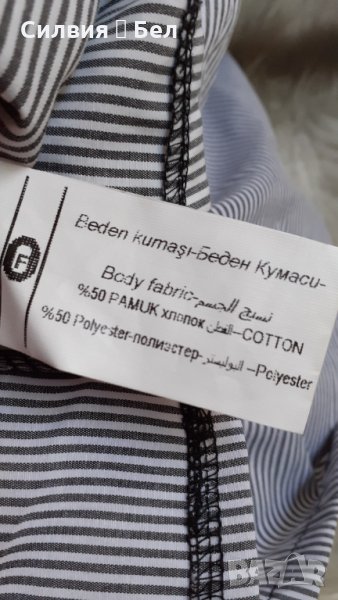 Силвия 🩷 Бел
F
Beden kumaşı-Беден Кумаси-
Body fabric-نسيج الجسم
%50 PAMUK хлопок القطن-COTTON
%50 Polyester-полиэстер-البوليستر-Polyester
BAZAR